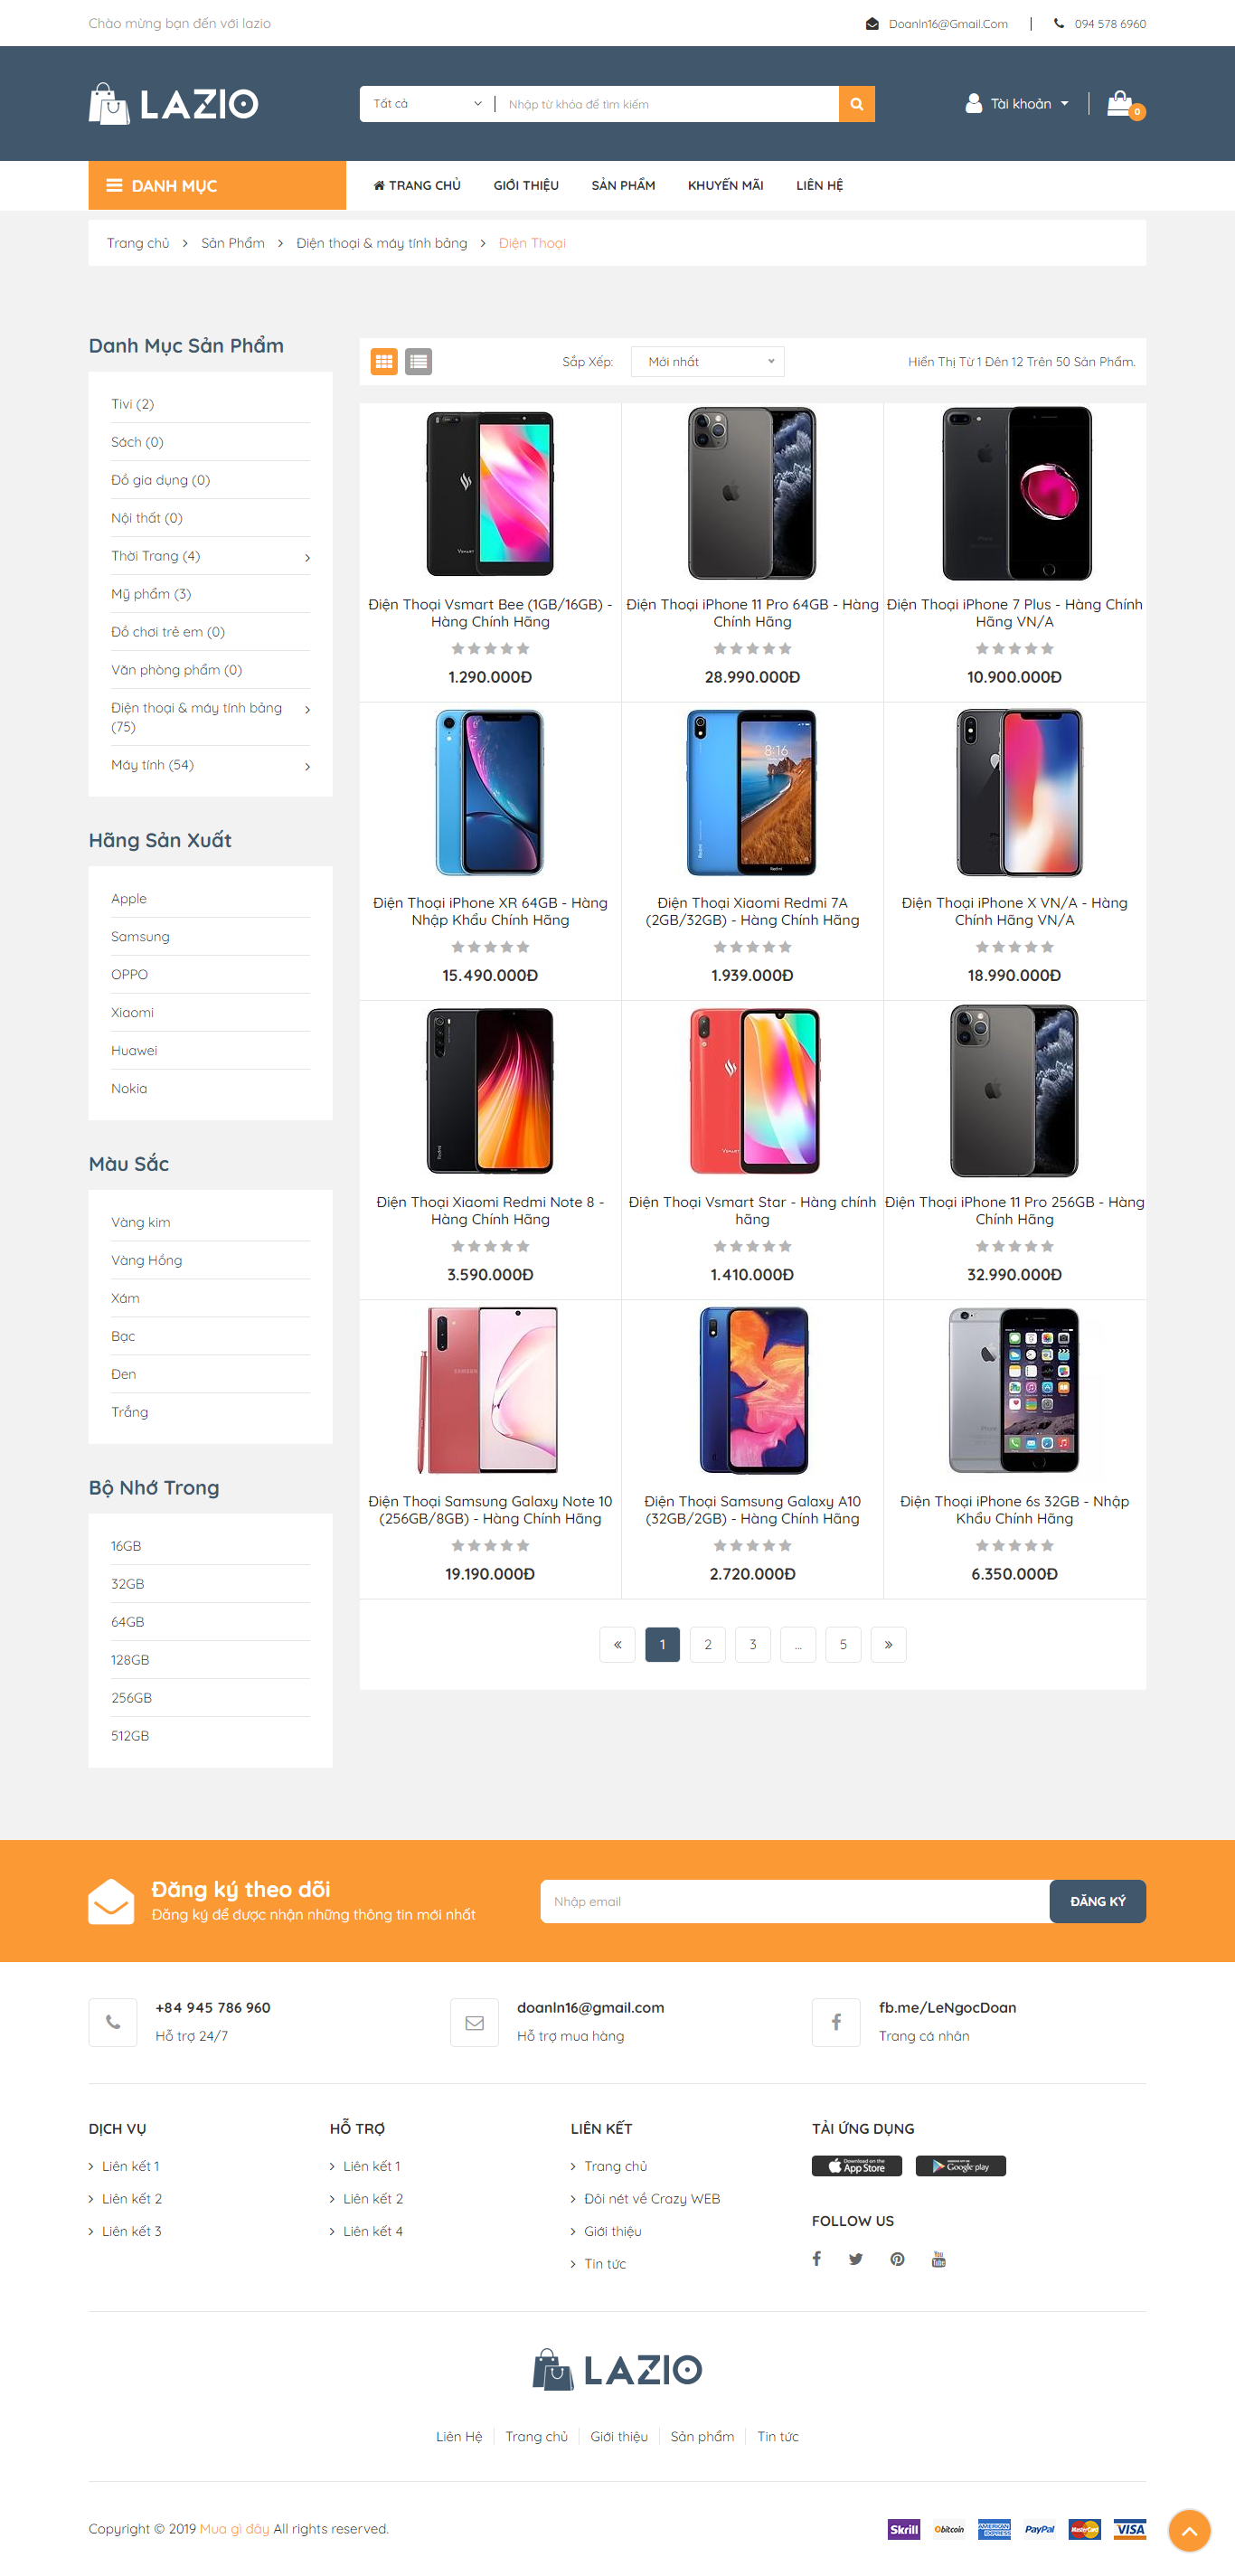 Chào mừng bạn đến với lazio
Doanln16@Gmail.Com
094 578 6960
LAZIO
Tất cả
Nhập từ khóa để tìm kiếm
Tài khoản
0
DANH MỤC
TRANG CHỦ
GIỚI THIỆU
SẢN PHẨM
KHUYẾN MÃI
LIÊN HỆ
Trang chủ > Sản Phẩm > Điện thoại & máy tính bảng > Điện Thoại
Danh Mục Sản Phẩm
Tivi (2)
Sách (0)
Đồ gia dụng (0)
Nội thất (0)
Thời Trang (4)
Mỹ phẩm (3)
Đồ chơi trẻ em (0)
Văn phòng phẩm (0)
Điện thoại & máy tính bảng
(75)
Máy tính (54)
Hãng Sản Xuất
Apple
Samsung
OPPO
Xiaomi
Huawei
Nokia
Màu Sắc
Vàng kim
Vàng Hồng
Xám
Bạc
Đen
Trắng
Bộ Nhớ Trong
16GB
32GB
64GB
128GB
256GB
512GB
Sắp Xếp:
Mới nhất
Hiển Thị Từ 1 Đến 12 Trên 50 Sản Phẩm.
Điện Thoại Vsmart Bee (1GB/16GB) -
Hàng Chính Hãng
1.290.000Đ
Điện Thoại iPhone 11 Pro 64GB - Hàng
Chính Hãng
28.990.000Đ
Điện Thoại iPhone 7 Plus - Hàng Chính
Hãng VN/A
10.900.000Đ
8:16
Redmi
Điện Thoại iPhone XR 64GB - Hàng
Nhập Khẩu Chính Hãng
15.490.000Đ
Điện Thoại Xiaomi Redmi 7A
(2GB/32GB) - Hàng Chính Hãng
1.939.000Đ
Điện Thoại iPhone X VN/A - Hàng
Chính Hãng VN/A
18.990.000Đ
Điện Thoại Xiaomi Redmi Note 8 -
Hàng Chính Hãng
3.590.000Đ
Điện Thoại Vsmart Star - Hàng chính
hãng
1.410.000Đ
Điện Thoại iPhone 11 Pro 256GB - Hàng
Chính Hãng
32.990.000Đ
SAMSUNG
Điện Thoại Samsung Galaxy Note 10
(256GB/8GB) - Hàng Chính Hãng
19.190.000Đ
Điện Thoại Samsung Galaxy A10
(32GB/2GB) - Hàng Chính Hãng
2.720.000Đ
Điện Thoại iPhone 6s 32GB - Nhập
Khẩu Chính Hãng
6.350.000Đ
« 1 2 3 ... 5 »
Đăng ký theo dõi
Đăng ký để được nhận những thông tin mới nhất
Nhập email
ĐĂNG KÝ
+84 945 786 960
Hỗ trợ 24/7
doanln16@gmail.com
Hỗ trợ mua hàng
fb.me/LeNgocDoan
Trang cá nhân
DỊCH VỤ
Liên kết 1
Liên kết 2
Liên kết 3
HỖ TRỢ
Liên kết 1
Liên kết 2
Liên kết 4
LIÊN KẾT
Trang chủ
Đôi nét về Crazy WEB
Giới thiệu
Tin tức
TẢI ỨNG DỤNG
Download on the
App Store
Google play
FOLLOW US
You
Tube
LAZIO
Liên Hệ
Trang chủ
Giới thiệu
Sản phẩm
Tin tức
Copyright © 2019 Mua gì đây All rights reserved.
Skrill
bitcoin
AMERICAN EXPRESS
PayPal
MasterCard
VISA